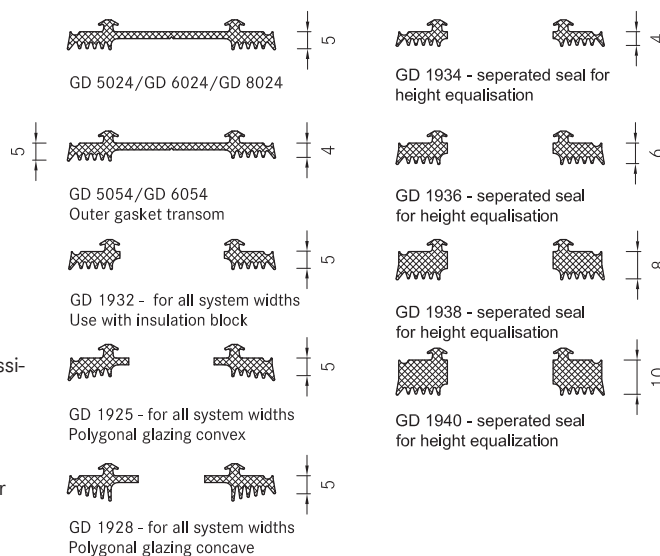 5
GD 5024/GD 6024/GD 8024
5
4
GD 5054/GD 6054
Outer gasket transom
5
GD 1932 - for all system widths
Use with insulation block
ssi-
5
GD 1925 - for all system widths
Polygonal glazing convex
r
5
GD 1928 - for all system widths
Polygonal glazing concave
4
GD 1934 - seperated seal for
height equalisation
6
GD 1936 - seperated seal
for height equalisation
8
GD 1938 - seperated seal
for height equalisation
10
GD 1940 - seperated seal
for height equalization